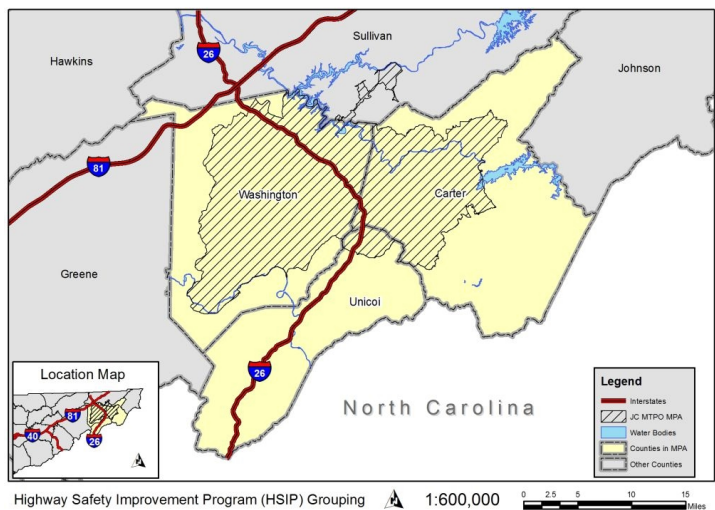 Sullivan
26
Hawkins
Johnson
81
Washington
Carter
Greene
Unicoi
26
North Carolina
Location Map
81
40
26
Legend
Interstates
JC MTPO MPA
Water Bodies
Counties in MPA
Other Counties
Highway Safety Improvement Program (HSIP) Grouping
1:600,000
0 2.5 5 10 15
Miles